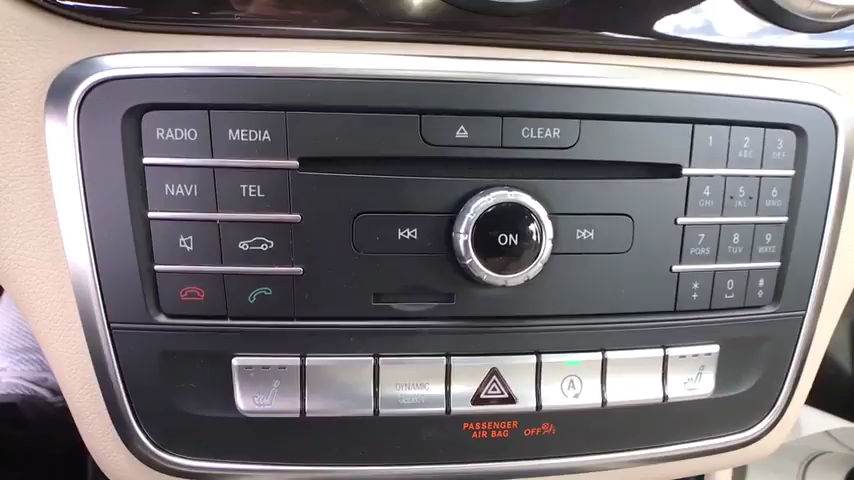 RADIO
MEDIA
CLEAR
NAVI
TEL
ON
1
2
ABC
3
DEF
4
GHI
5
JKL
6
MNO
7
PQRS
8
TUV
9
WXYZ
*
+
0
#
DYNAMIC
SELECT
A
PASSENGER
AIR BAG
OFF